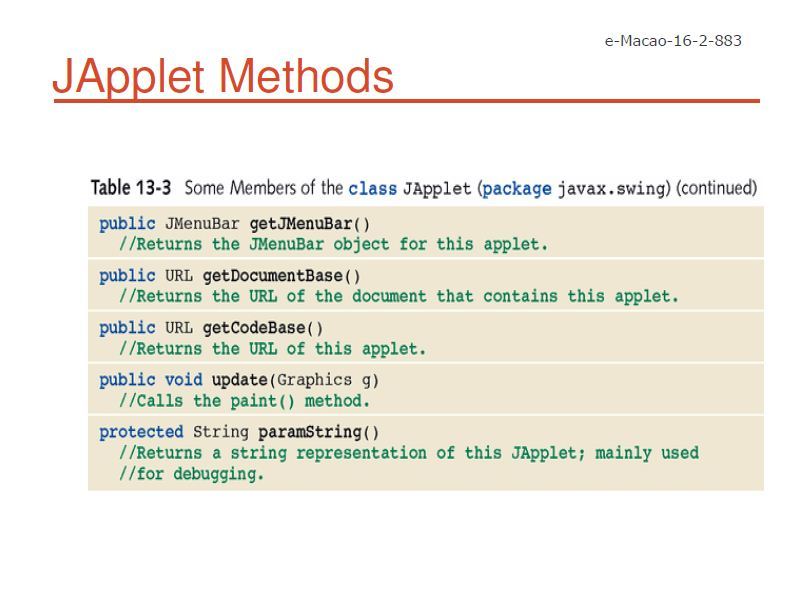 e-Macao-16-2-883
JApplet Methods
Table 13-3 Some Members of the class JApplet (package javax.swing) (continued)
public JMenuBar getJMenuBar()
//Returns the JMenuBar object for this applet.
public URL getDocumentBase()
//Returns the URL of the document that contains this applet.
public URL getCodeBase()
//Returns the URL of this applet.
public void update(Graphics g)
//Calls the paint() method.
protected String paramString()
//Returns a string representation of this JApplet; mainly used
//for debugging.